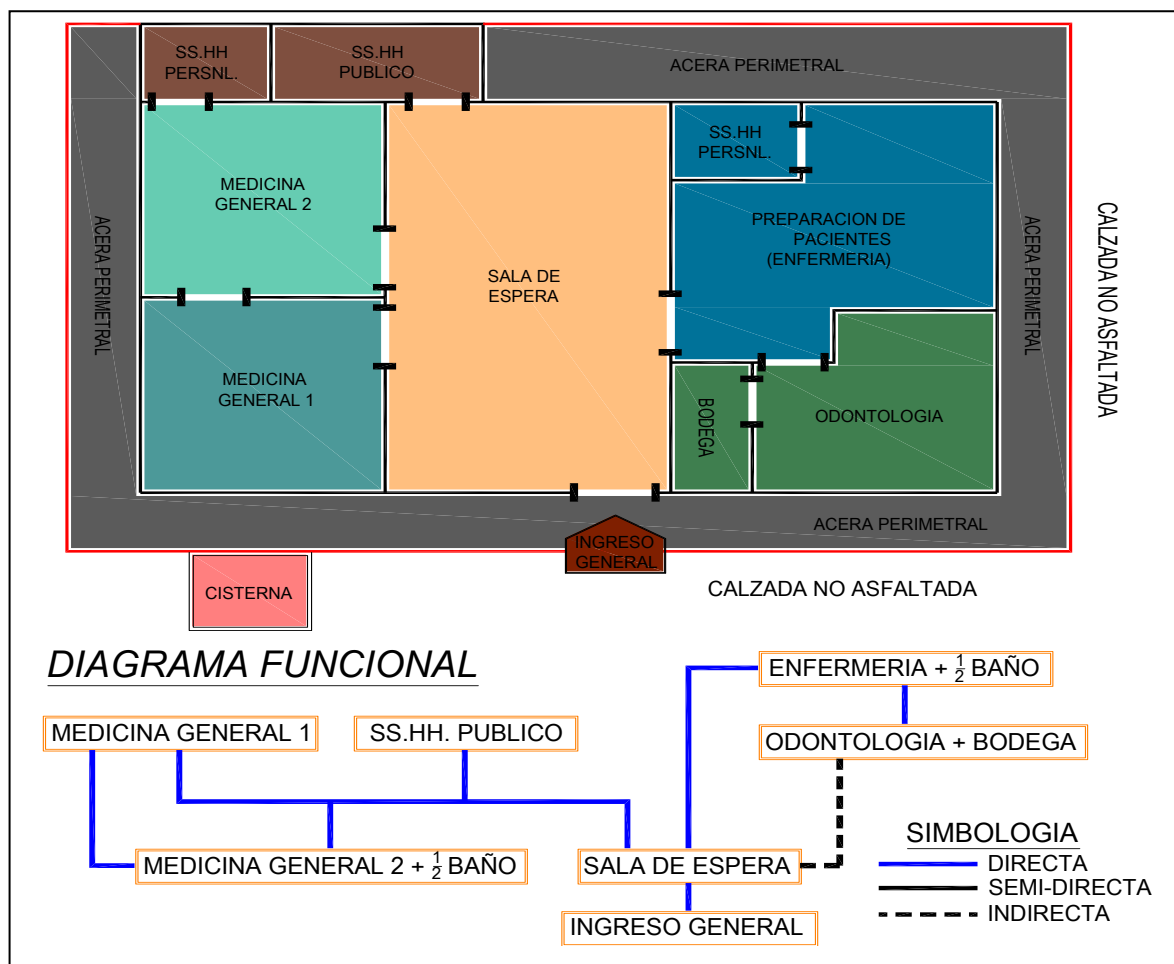 SS.HH
PERSNL.
SS.HH
PUBLICO
ACERA PERIMETRAL
SS.HH
PERSNL.
MEDICINA
GENERAL 2
ACERA PERIMETRAL
SALA DE
ESPERA
PREPARACION DE
PACIENTES
(ENFERMERIA)
ACERA PERIMETRAL
CALZADA NO ASFALTADA
MEDICINA
GENERAL 1
BODEGA
ODONTOLOGIA
ACERA PERIMETRAL
INGRESO
GENERAL
CISTERNA
CALZADA NO ASFALTADA
DIAGRAMA FUNCIONAL
ENFERMERIA + 1/2 BAÑO
MEDICINA GENERAL 1
SS.HH. PUBLICO
ODONTOLOGIA + BODEGA
MEDICINA GENERAL 2 + 1/2 BAÑO
SALA DE ESPERA
INGRESO GENERAL
SIMBOLOGIA
DIRECTA
SEMI-DIRECTA
INDIRECTA